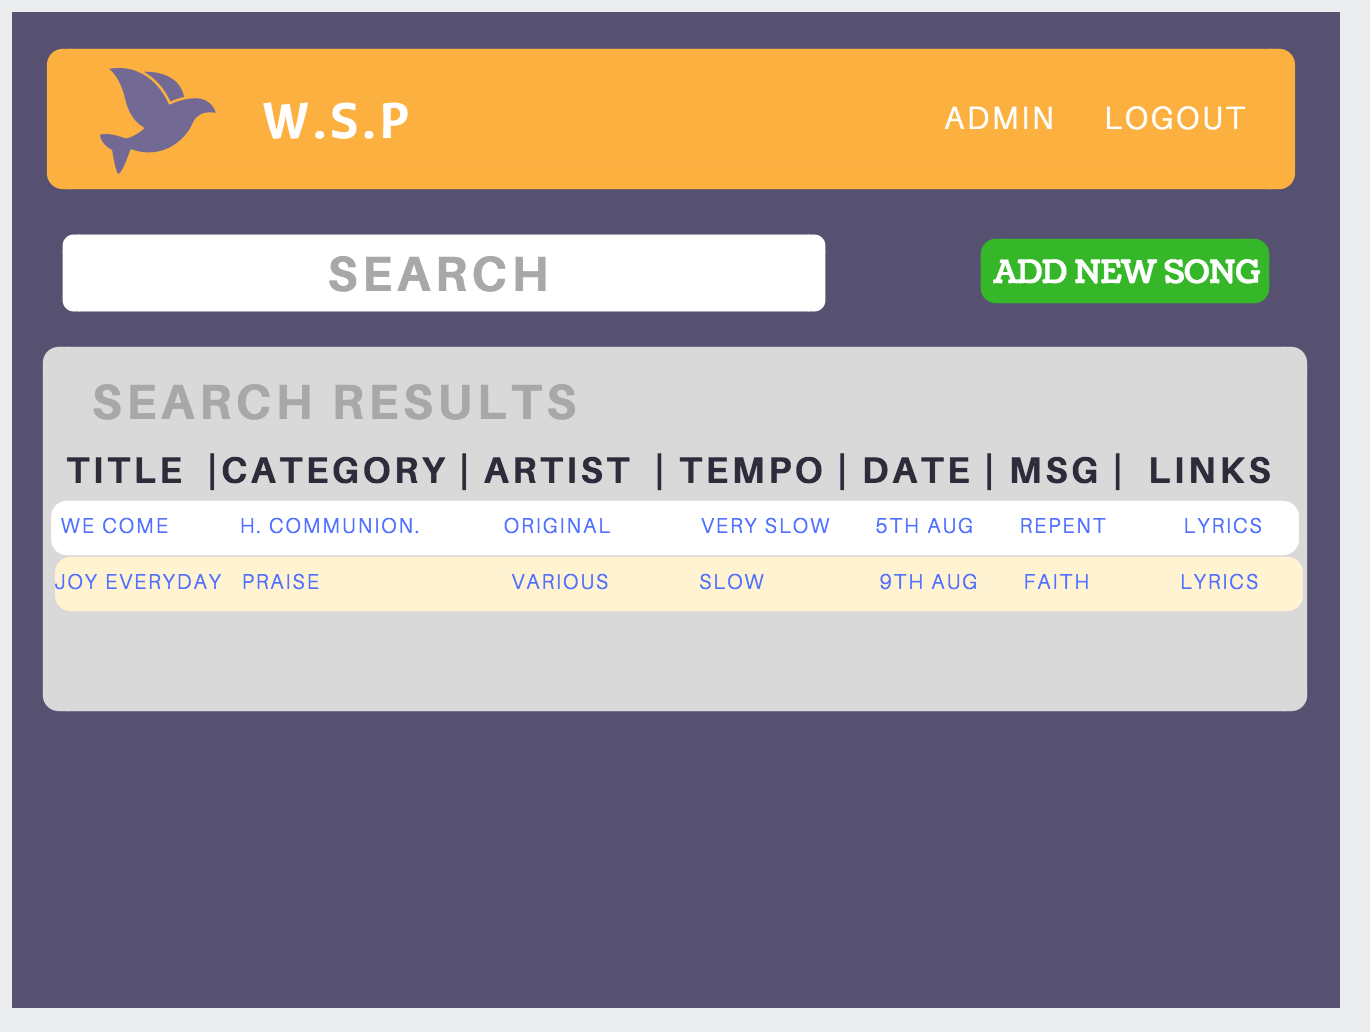 W.S.P ADMIN LOGOUT
SEARCH ADD NEW SONG
SEARCH RESULTS
TITLE |CATEGORY | ARTIST | TEMPO | DATE | MSG | LINKS
WE COME H. COMMUNION. ORIGINAL VERY SLOW 5TH AUG REPENT LYRICS
JOY EVERYDAY PRAISE VARIOUS SLOW 9TH AUG FAITH LYRICS